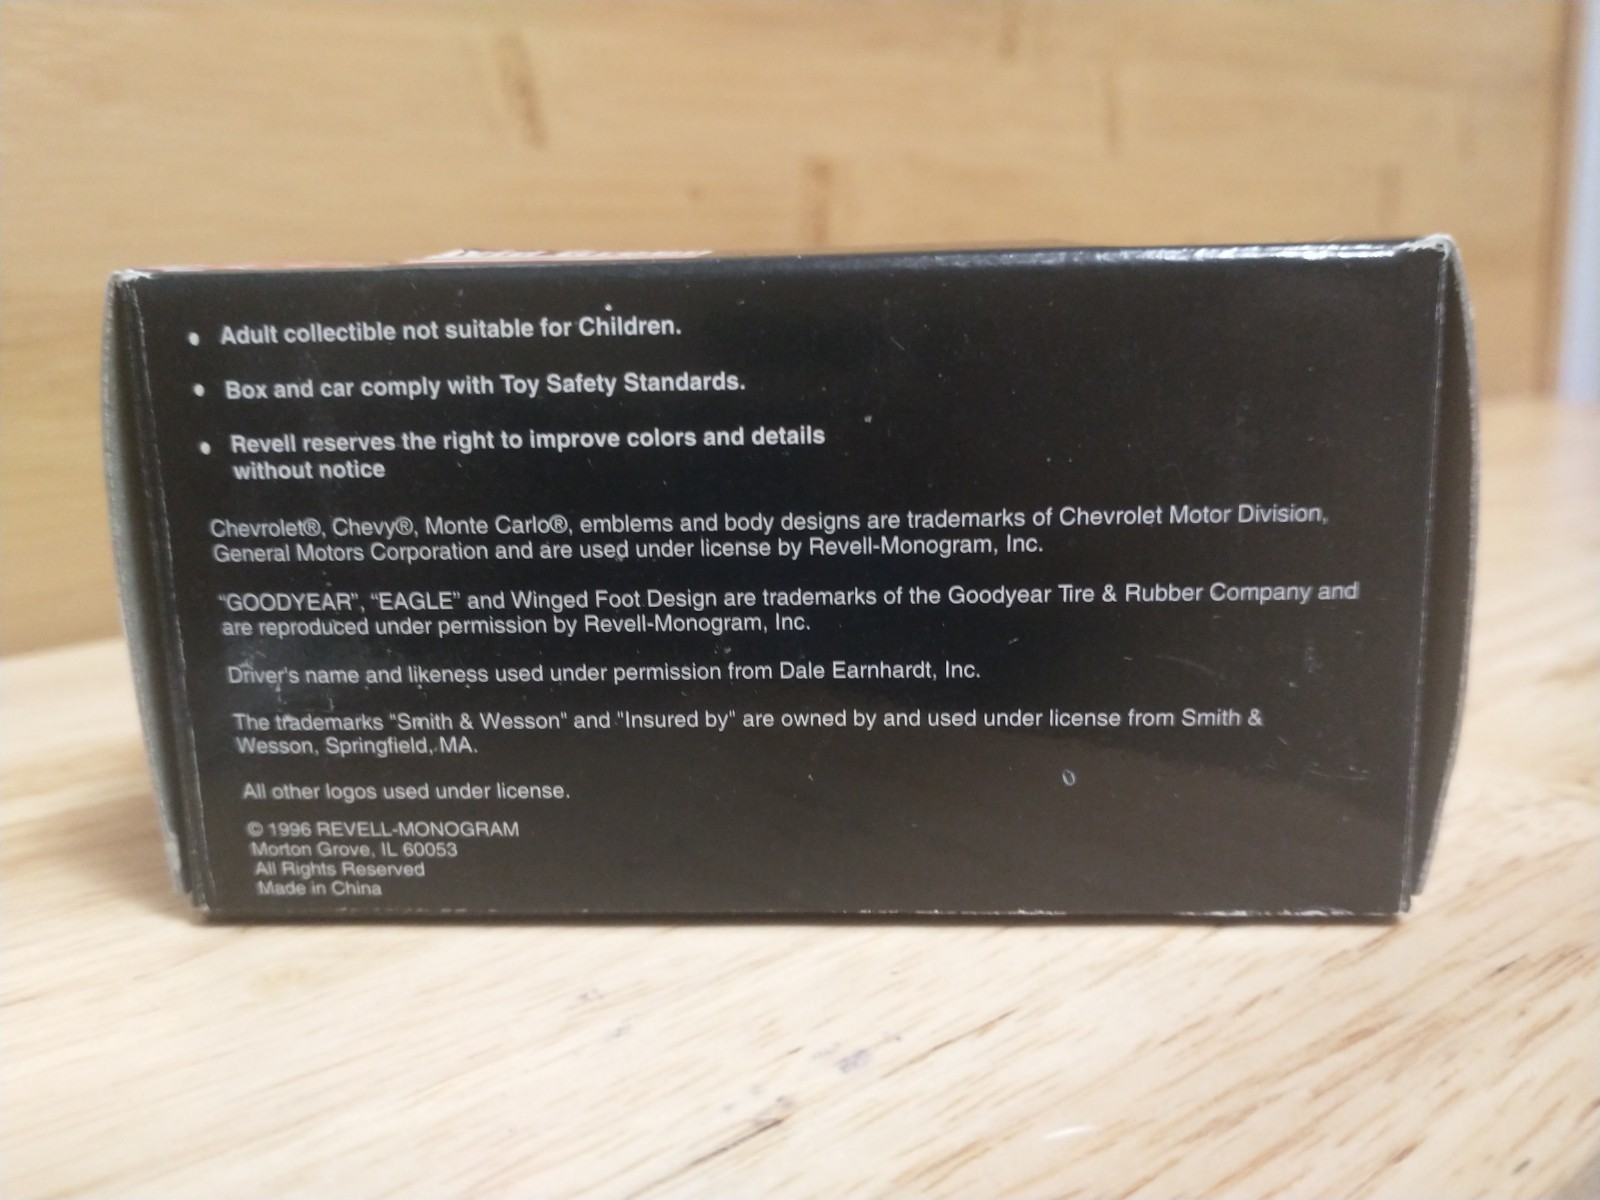 • Adult collectible not suitable for Children.
• Box and car comply with Toy Safety Standards.
• Revell reserves the right to improve colors and details
without notice
Chevrolet®, Chevy®, Monte Carlo®, emblems and body designs are trademarks of Chevrolet Motor Division,
General Motors Corporation and are used under license by Revell-Monogram, Inc.
“GOODYEAR”, “EAGLE” and Winged Foot Design are trademarks of the Goodyear Tire & Rubber Company and
are reproduced under permission by Revell-Monogram, Inc.
Driver's name and likeness used under permission from Dale Earnhardt, Inc.
The trademarks "Smith & Wesson" and "Insured by" are owned by and used under license from Smith &
Wesson, Springfield, MA.
All other logos used under license.
© 1996 REVELL-MONOGRAM
Morton Grove, IL 60053
All Rights Reserved
Made in China